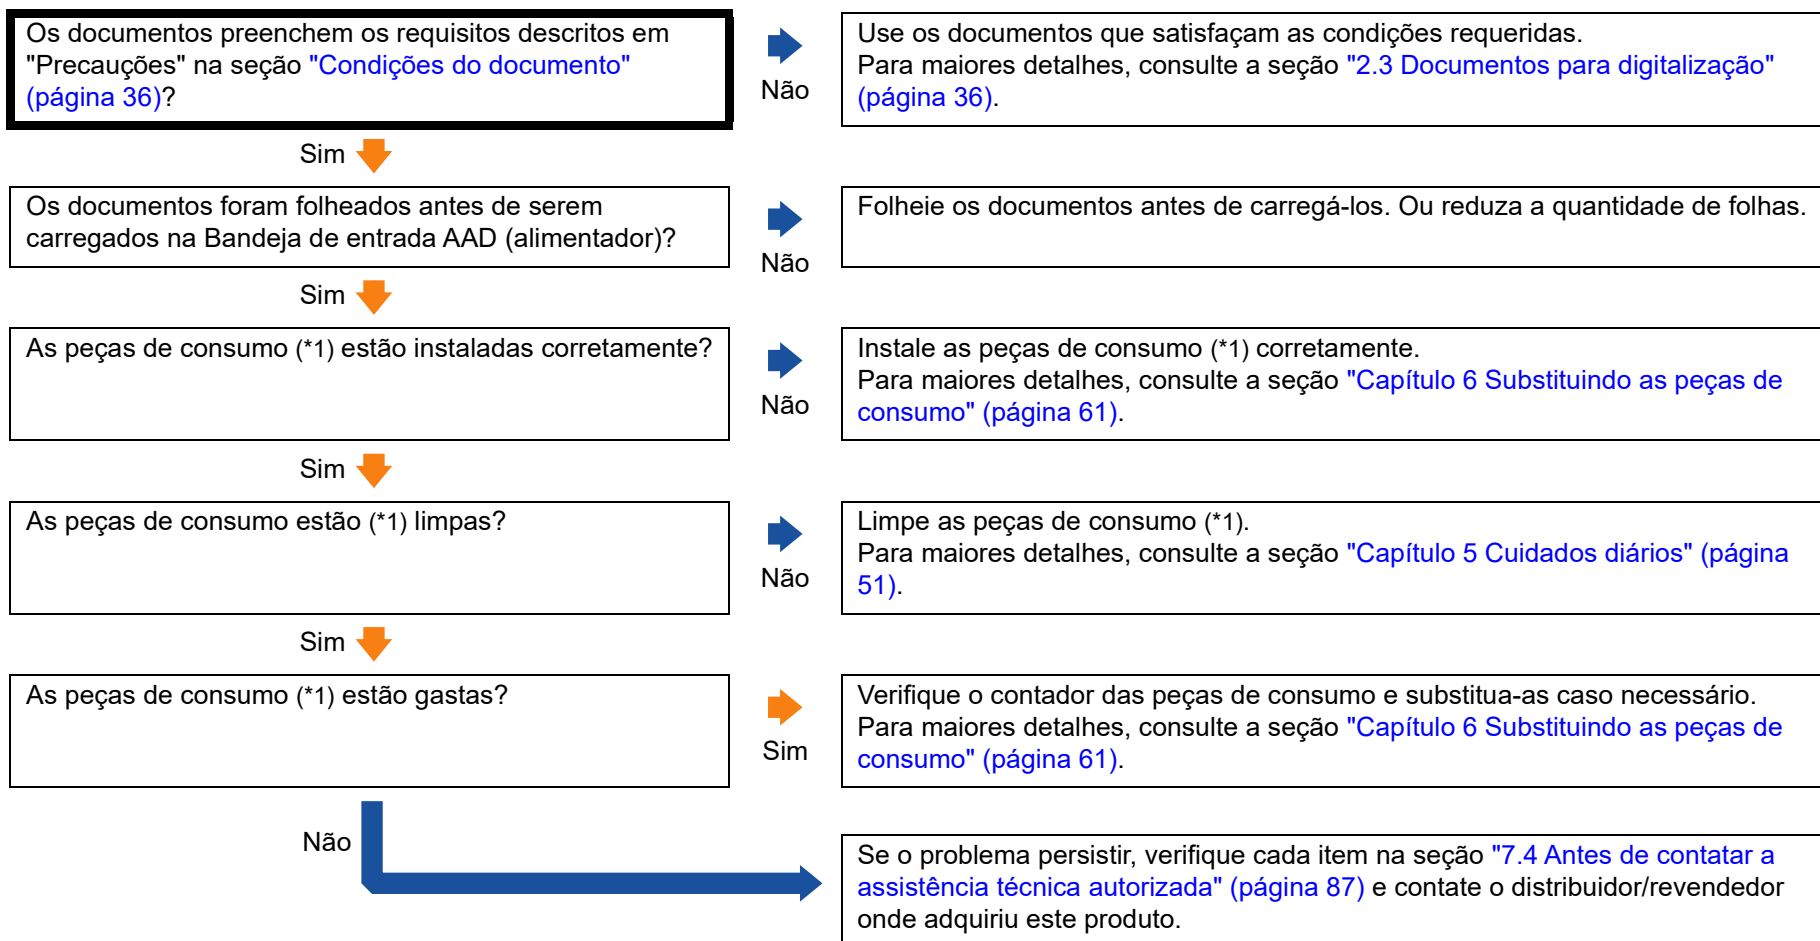 Os documentos preenchem os requisitos descritos em
"Precauções" na seção "Condições do documento"
(página 36)?
Não
Use os documentos que satisfaçam as condições requeridas.
Para maiores detalhes, consulte a seção "2.3 Documentos para digitalização"
(página 36).
Sim
Os documentos foram folheados antes de serem
carregados na Bandeja de entrada AAD (alimentador)?
Não
Folheie os documentos antes de carregá-los. Ou reduza a quantidade de folhas.
Sim
As peças de consumo (*1) estão instaladas corretamente?
Não
Instale as peças de consumo (*1) corretamente.
Para maiores detalhes, consulte a seção "Capítulo 6 Substituindo as peças de
consumo" (página 61).
Sim
As peças de consumo estão (*1) limpas?
Não
Limpe as peças de consumo (*1).
Para maiores detalhes, consulte a seção "Capítulo 5 Cuidados diários" (página
51).
Sim
As peças de consumo (*1) estão gastas?
Sim
Verifique o contador das peças de consumo e substitua-as caso necessário.
Para maiores detalhes, consulte a seção "Capítulo 6 Substituindo as peças de
consumo" (página 61).
Não
Se o problema persistir, verifique cada item na seção "7.4 Antes de contatar a
assistência técnica autorizada" (página 87) e contate o distribuidor/revendedor
onde adquiriu este produto.